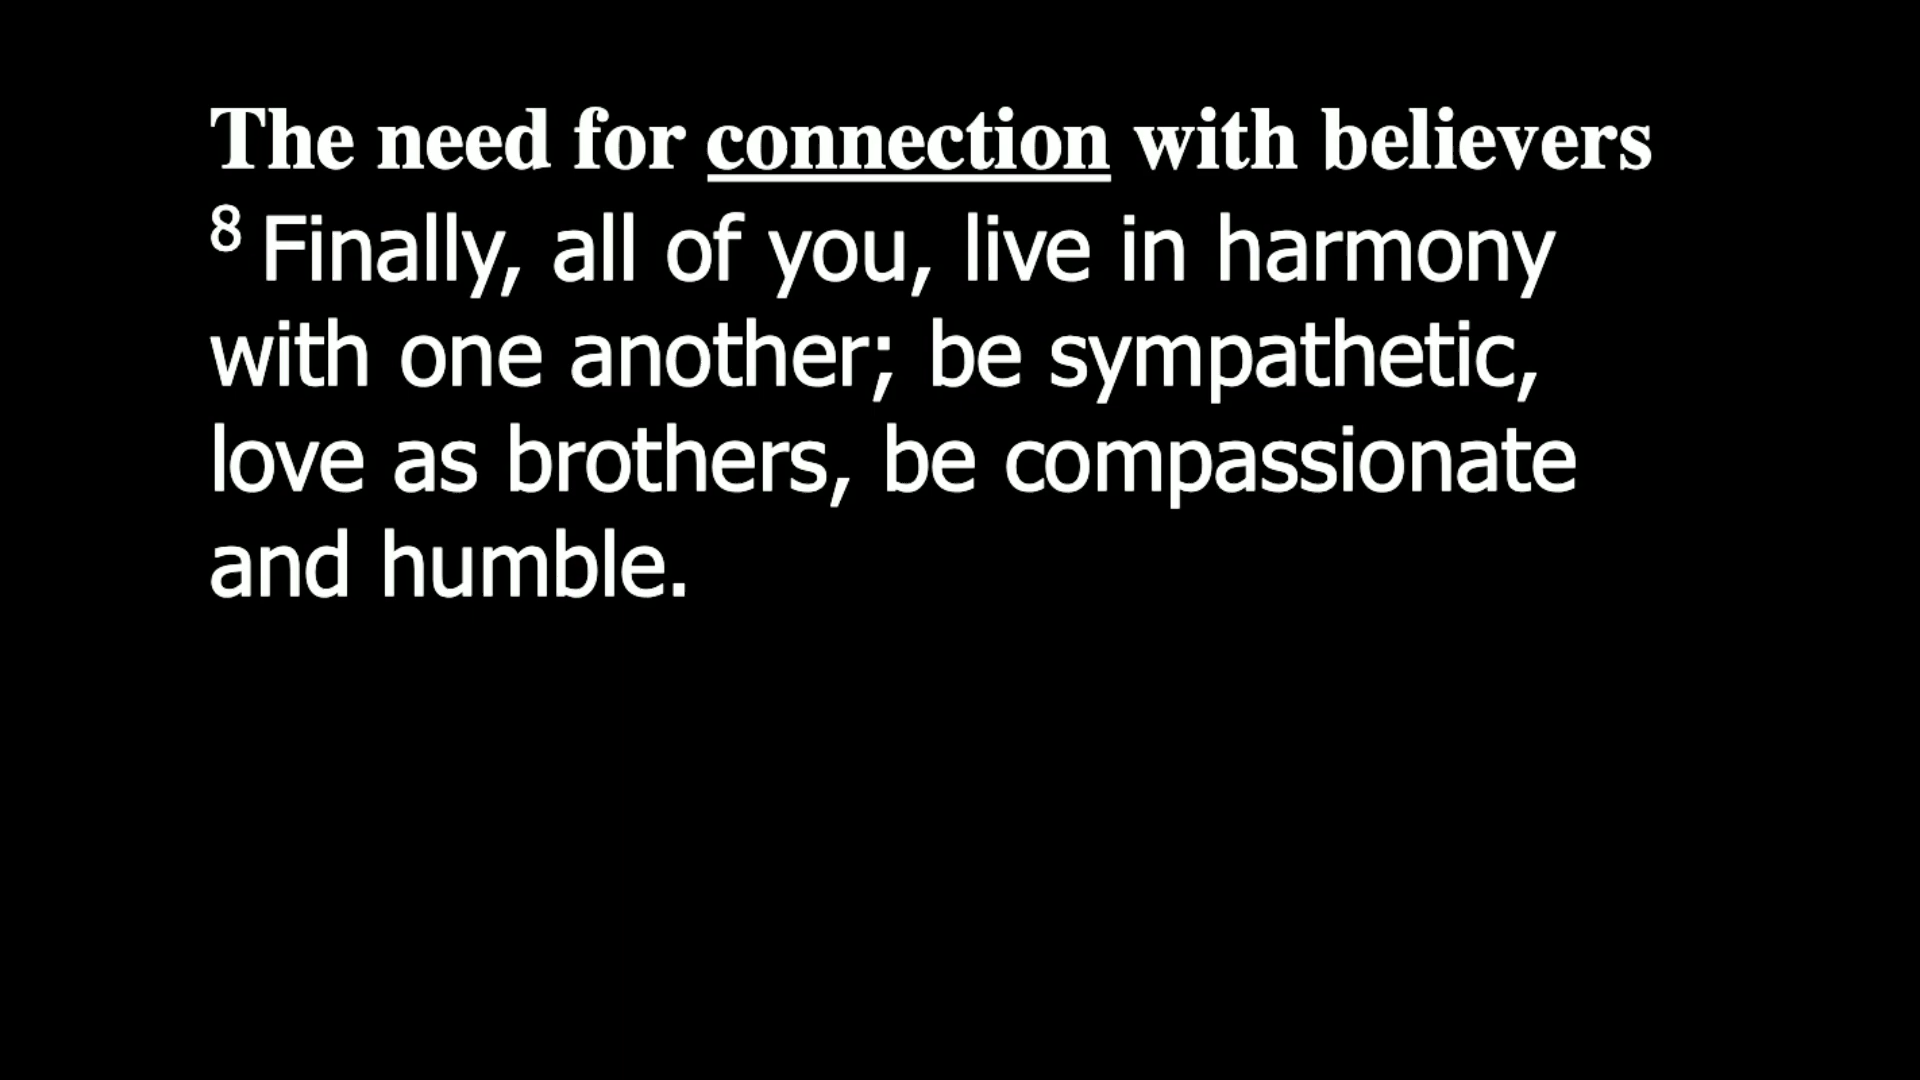 The need for connection with believers
8 Finally, all of you, live in harmony
with one another; be sympathetic,
love as brothers, be compassionate
and humble.